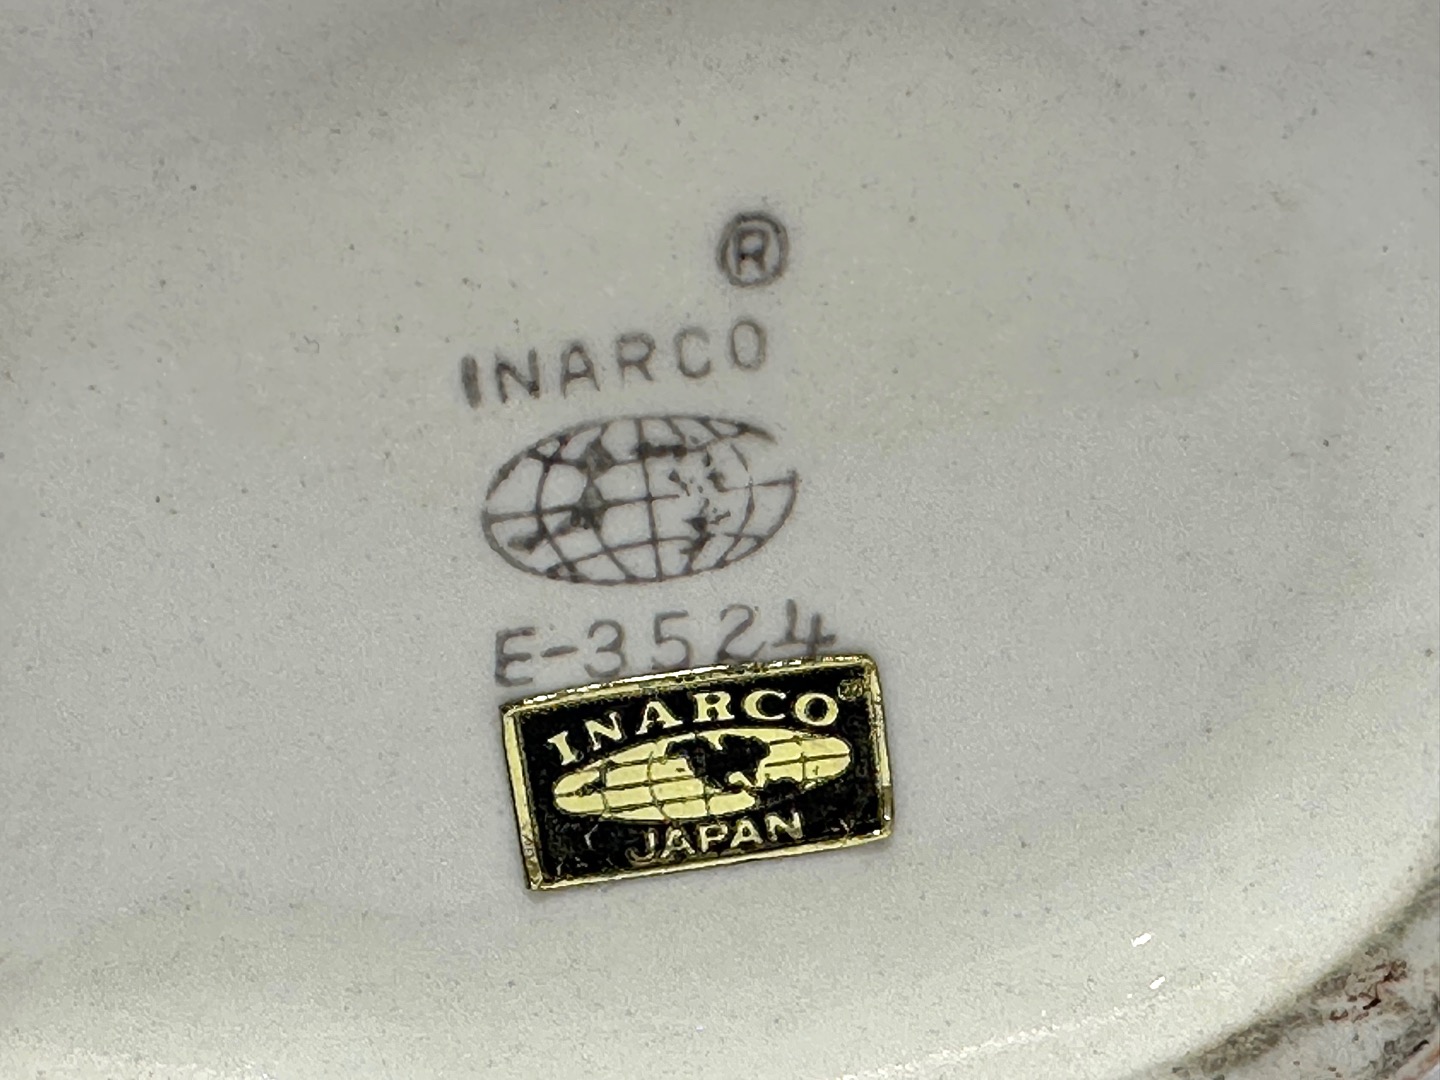 ®
INARCO
E-3524
INARCO®
JAPAN